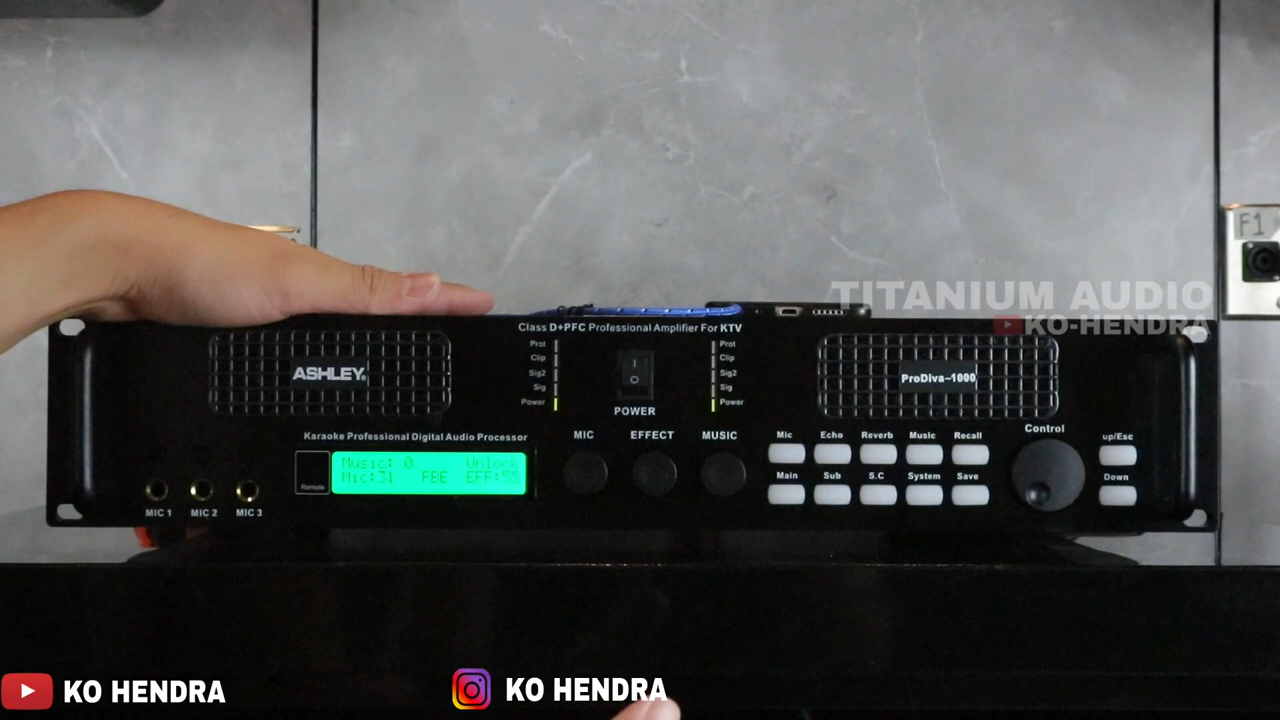 F1
TITANIUM AUDIO
KO-HENDRA
Class D+PFC Professional Amplifier For KTV
Prot
Clip
Sig2
Sig
Power
Prot
Clip
Sig2
Sig
Power
I
O
POWER
ASHLEY
ProDiva-1000
Karaoke Professional Digital Audio Processor
Music: 0 Unlock
Mic:31 FBE EFF:55
Remote
MIC 1 MIC 2 MIC 3
MIC EFFECT MUSIC
Mic Echo Reverb Music Recall
Main Sub S.C System Save
Control
up/Esc
Down
KO HENDRA
KO HENDRA